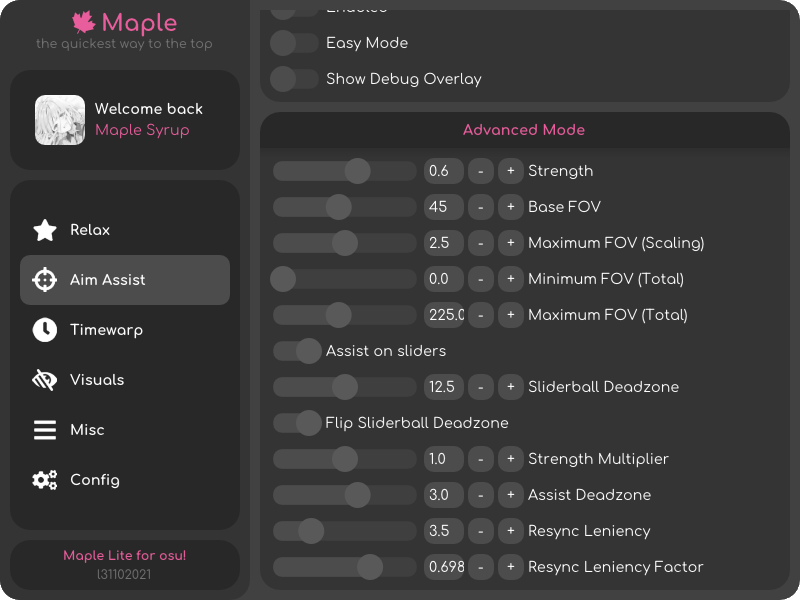 Maple
the quickest way to the top
Welcome back
Maple Syrup
Relax
Aim Assist
Timewarp
Visuals
Misc
Config
Maple Lite for osu!
l31102021
Enabled
Easy Mode
Show Debug Overlay
Advanced Mode
0.6 - + Strength
45 - + Base FOV
2.5 - + Maximum FOV (Scaling)
0.0 - + Minimum FOV (Total)
225.0 - + Maximum FOV (Total)
Assist on sliders
12.5 - + Sliderball Deadzone
Flip Sliderball Deadzone
1.0 - + Strength Multiplier
3.0 - + Assist Deadzone
3.5 - + Resync Leniency
0.698 - + Resync Leniency Factor